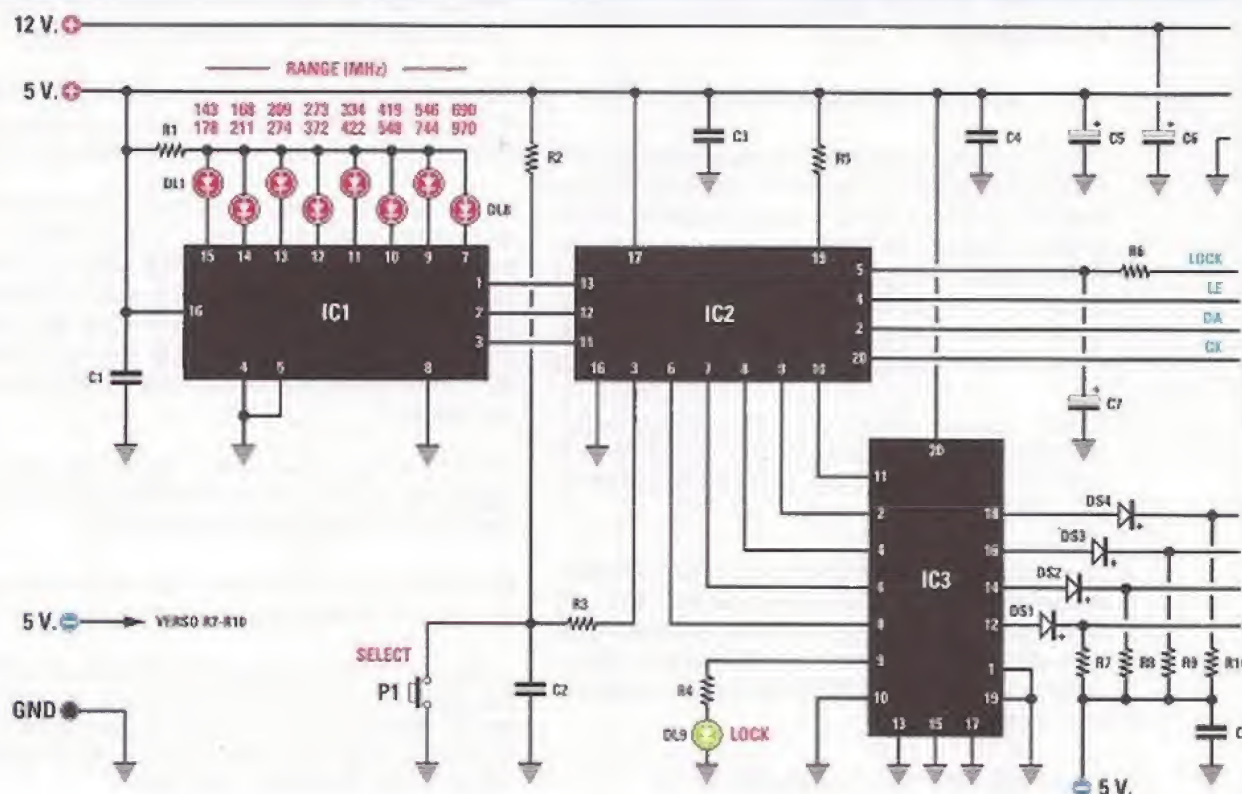 12 V.
RANGE (MHz)
5 V.
143 168 209 273 334 419 546 690
178 211 274 372 422 548 744 970
R1
R2
C3
R5
C4
C5
C6
DL1
DL8
15 14 13 12 11 10 9 7
17
19
R6
LOCK
5
LE
4
DA
2
CK
20
16
IC1
1
2
3
13
12
11
IC2
C1
4 5 8
16 3 6 7 8 9 10
C7
20
11
2
18
DS4
4
16
DS3
IC3
6
14
DS2
8
12
DS1
5 V.
VERSO R7-R10
R3
SELECT
P1
C2
R4
3
1
R7
R8
R9
R10
10
19
GND
DL9
LOCK
13 15 17
C
5 V.